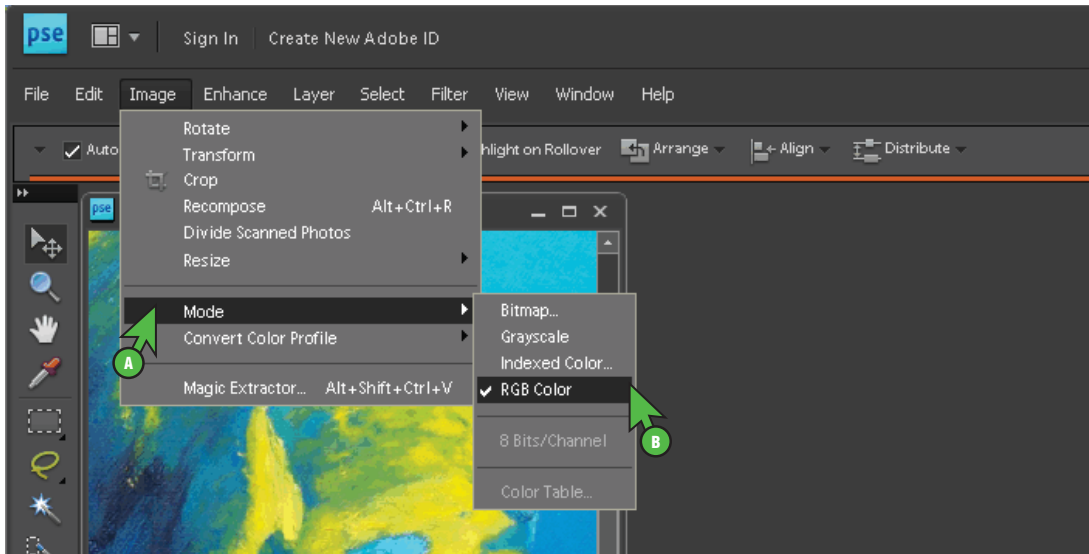 pse Sign In Create New Adobe ID
File Edit Image Enhance Layer Select Filter View Window Help
Auto hlight on Rollover Arrange Align Distribute
Rotate
Transform
Crop
pse
Recompose Alt+Ctrl+R
Divide Scanned Photos
Resize
Mode
Convert Color Profile
Magic Extractor... Alt+Shift+Ctrl+V
A
Bitmap...
Grayscale
Indexed Color...
RGB Color
B
8 Bits/Channel
Color Table...